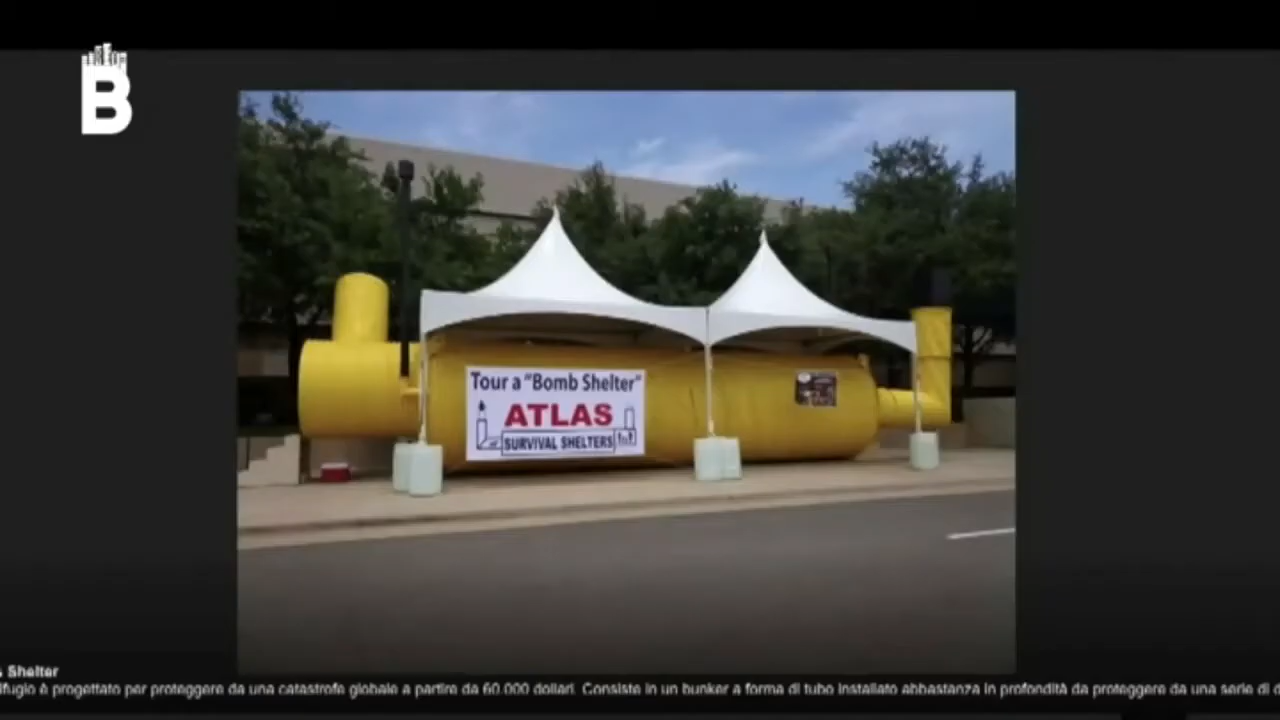 B
Tour a "Bomb Shelter"
ATLAS
SURVIVAL SHELTERS
Shelter
ifugio è progettato per proteggere da una catastrofe globale a partire da 60.000 dollari. Consiste in un bunker a forma di tubo installato abbastanza in profondità da proteggere da una serie di d